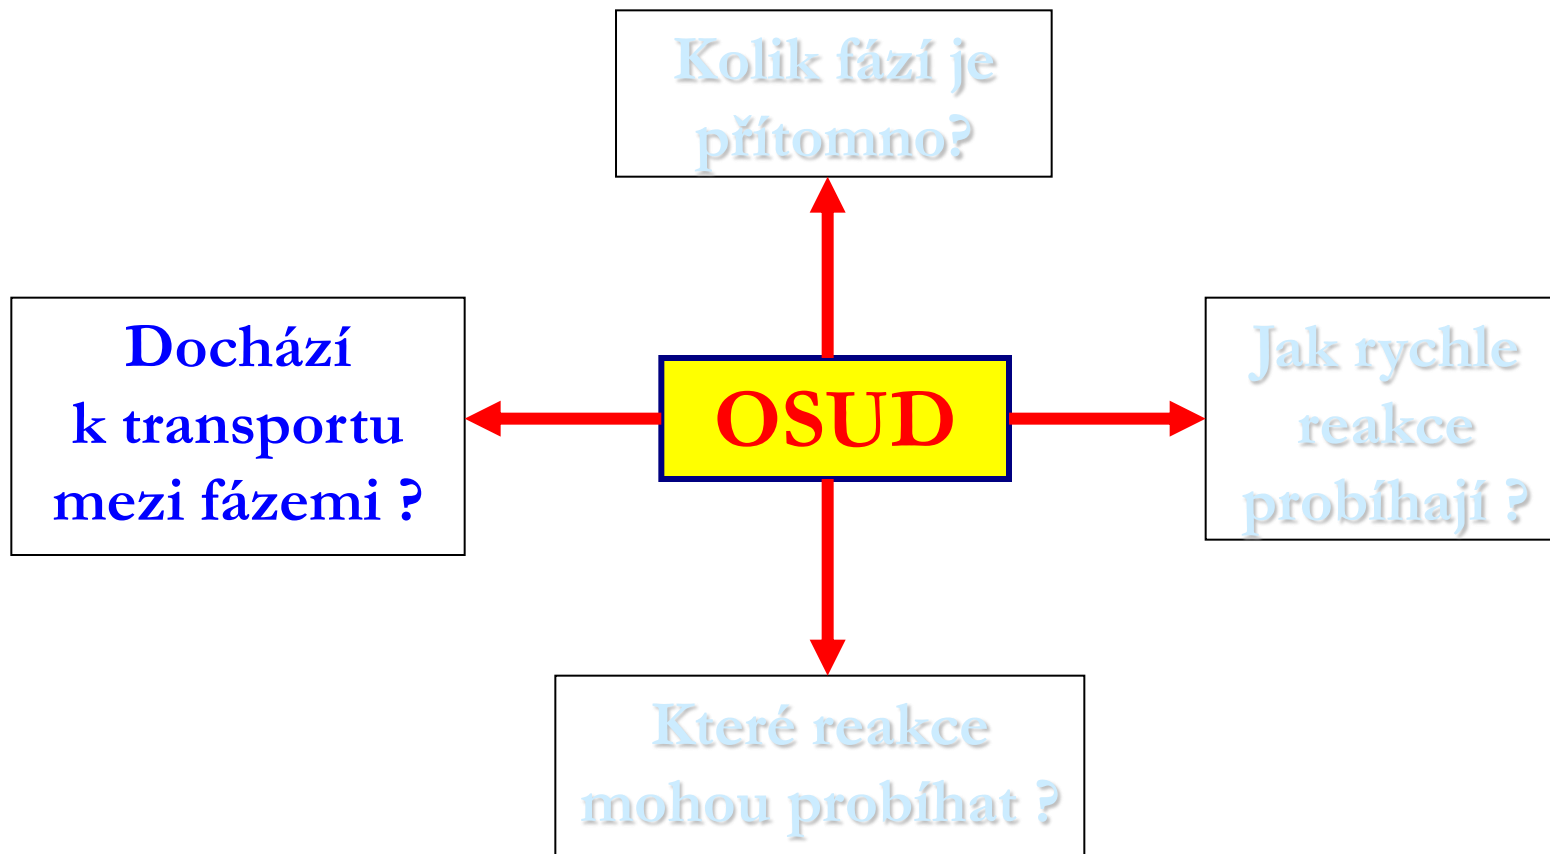 Kolik fází je
přítomno?
Dochází
k transportu
mezi fázemi ?
OSUD
Jak rychle
reakce
probíhají ?
Které reakce
mohou probíhat ?